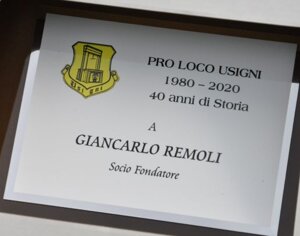 PRO LOCO USIGNI
1980 - 2020
40 anni di Storia
A
GIANCARLO REMOLI
Socio Fondatore